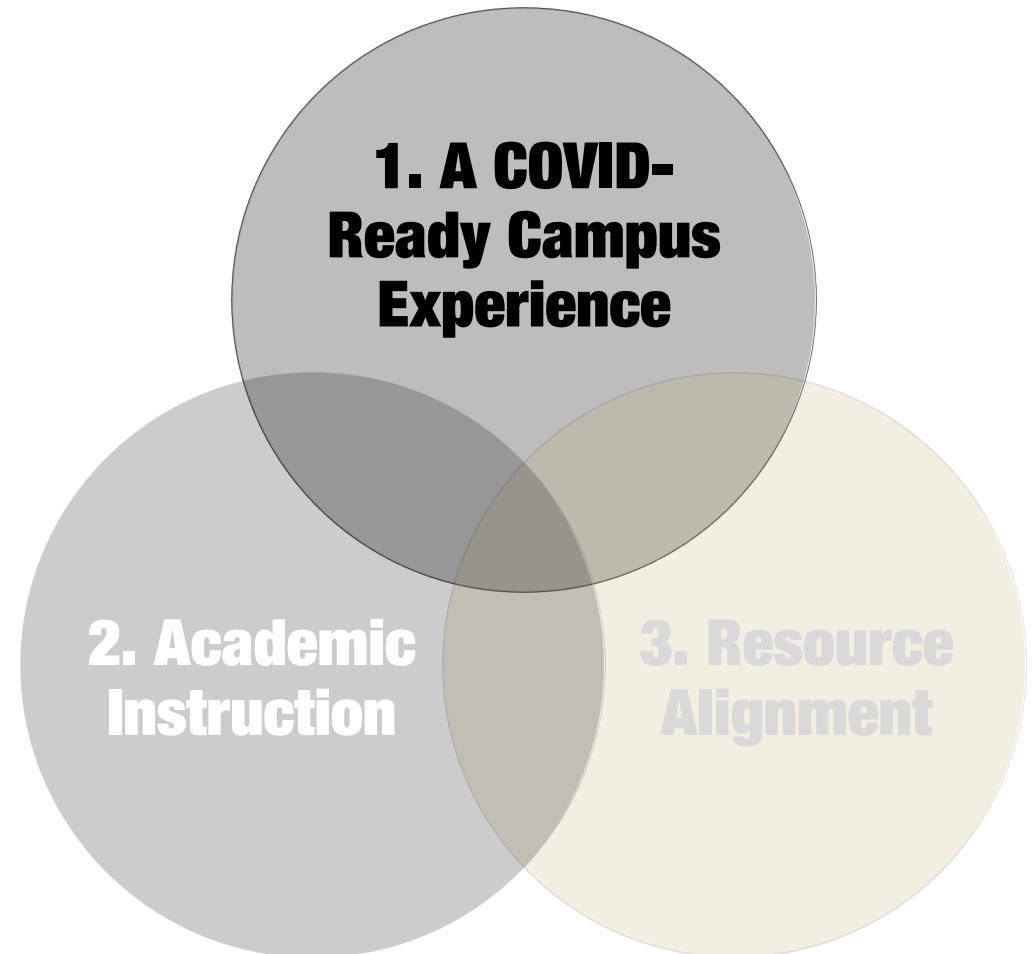 1. A COVID-
Ready Campus
Experience
2. Academic
Instruction
3. Resource
Alignment